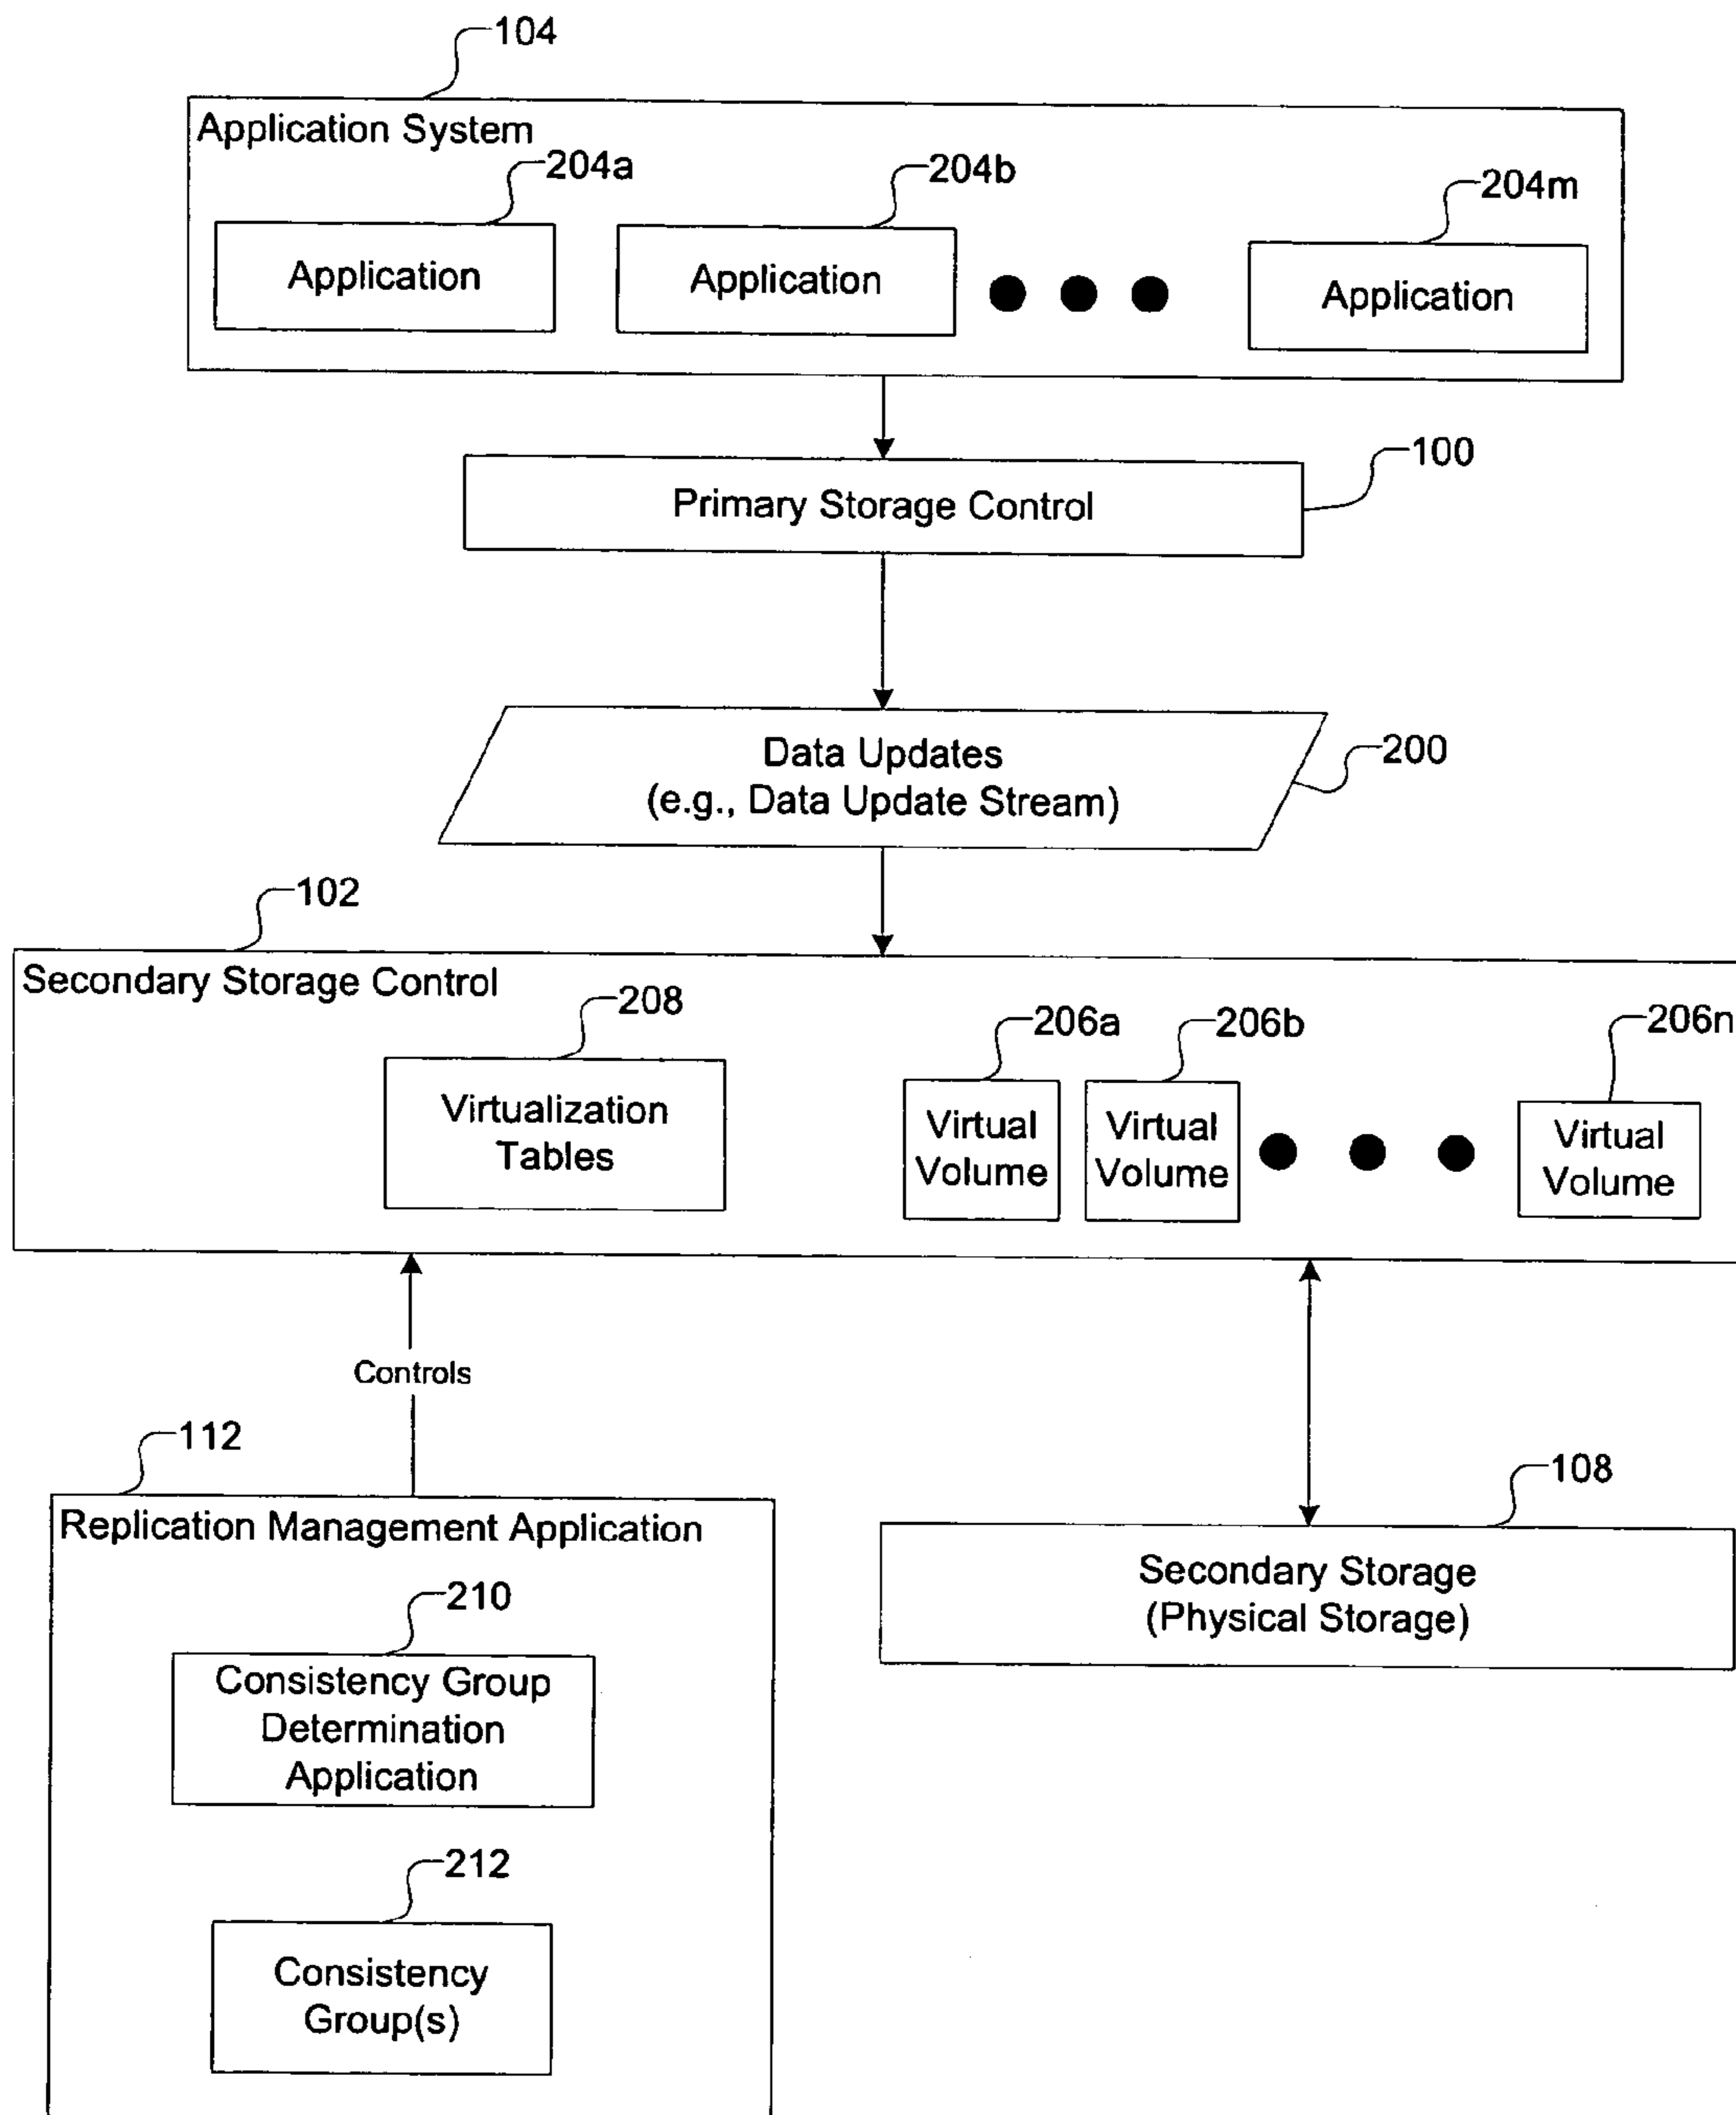 104
Application System
204a
204b
204m
Application
Application
Application
100
Primary Storage Control
Data Updates
(e.g., Data Update Stream)
200
102
Secondary Storage Control
208
206a
206b
206n
Virtualization
Tables
Virtual
Volume
Virtual
Volume
Virtual
Volume
Controls
112
108
Replication Management Application
Secondary Storage
(Physical Storage)
210
Consistency Group
Determination
Application
212
Consistency
Group(s)